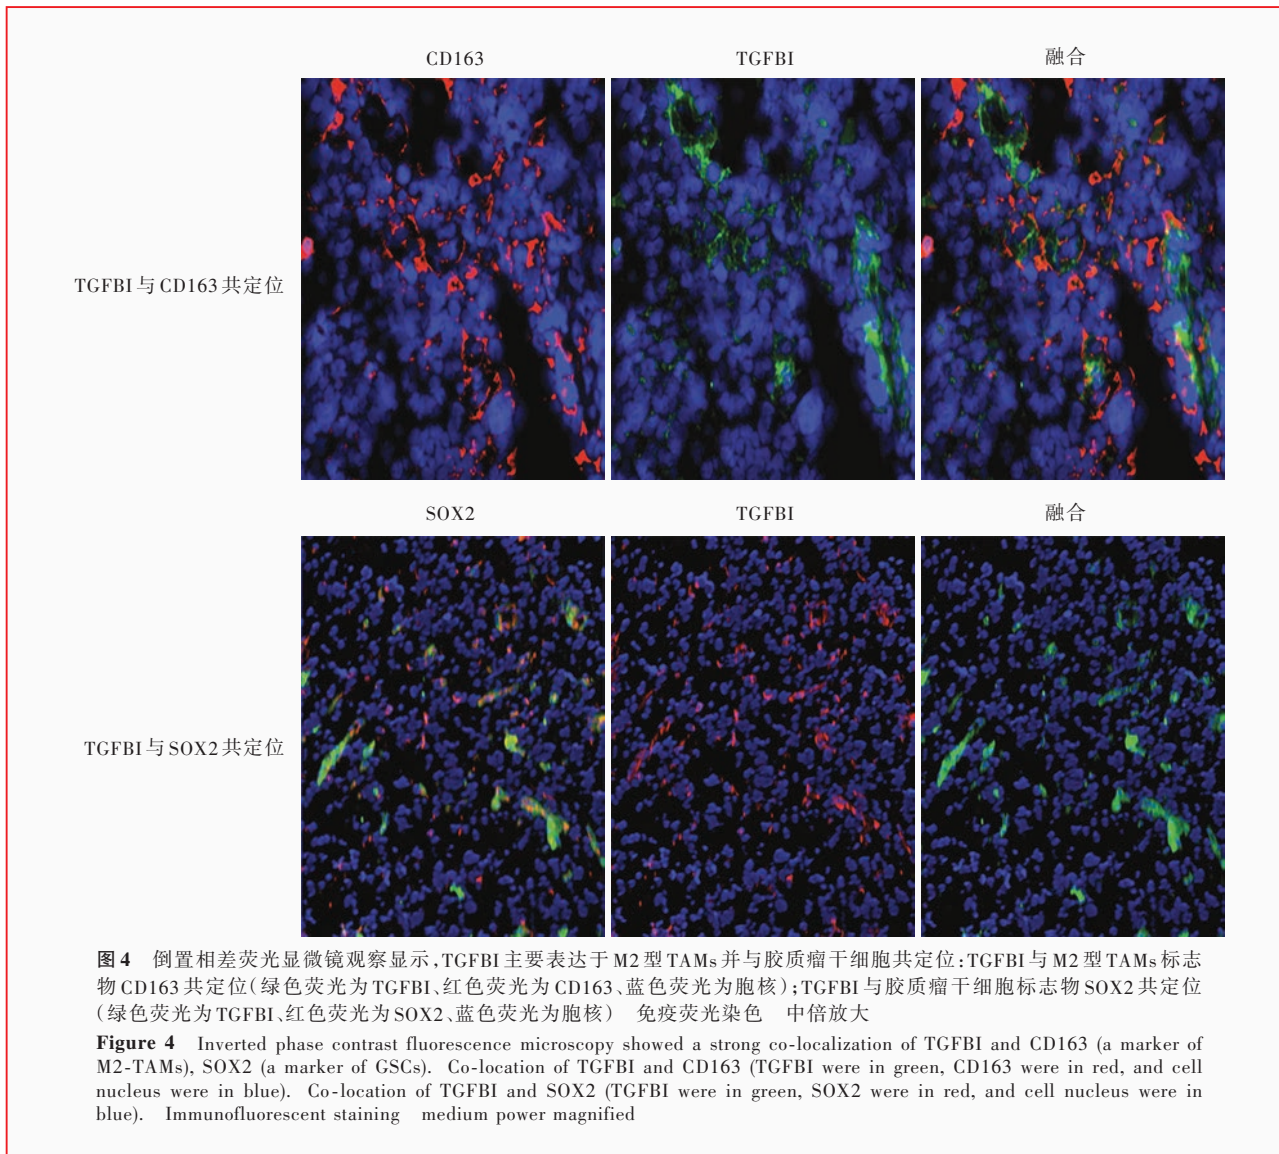 CD163 TGFBI 融合
TGFBI与CD163共定位
SOX2 TGFBI 融合
TGFBI与SOX2共定位
图4 倒置相差荧光显微镜观察显示,TGFBI主要表达于M2型TAMs并与胶质瘤干细胞共定位:TGFBI与M2型TAMs标志
物CD163共定位(绿色荧光为TGFBI、红色荧光为CD163、蓝色荧光为胞核);TGFBI与胶质瘤干细胞标志物SOX2共定位
(绿色荧光为TGFBI、红色荧光为SOX2、蓝色荧光为胞核) 免疫荧光染色 中倍放大
Figure 4 Inverted phase contrast fluorescence microscopy showed a strong co-localization of TGFBI and CD163 (a marker of
M2-TAMs), SOX2 (a marker of GSCs). Co-location of TGFBI and CD163 (TGFBI were in green, CD163 were in red, and cell
nucleus were in blue). Co-location of TGFBI and SOX2 (TGFBI were in green, SOX2 were in red, and cell nucleus were in
blue). Immunofluorescent staining medium power magnified